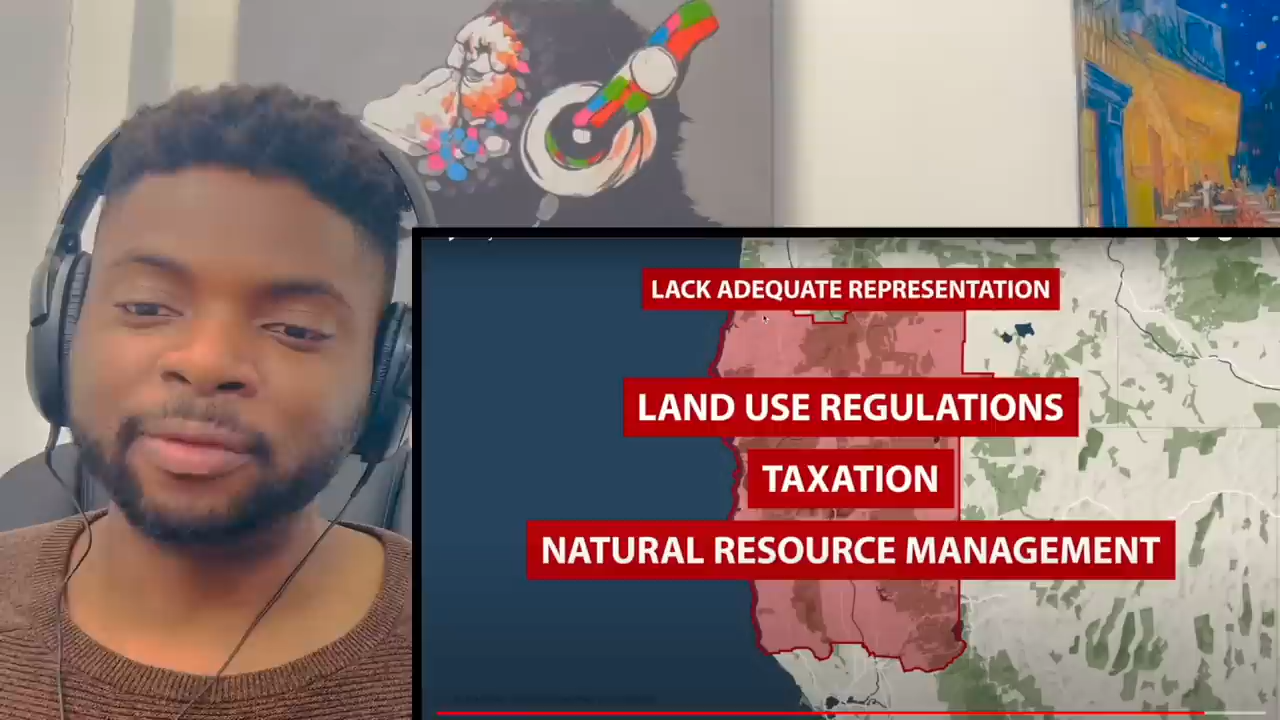 LACK ADEQUATE REPRESENTATION
LAND USE REGULATIONS
TAXATION
NATURAL RESOURCE MANAGEMENT